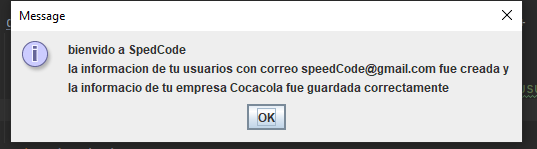 Message
bienvido a SpedCode
la informacion de tu usuarios con correo speedCode@gmail.com fue creada y
la informacio de tu empresa Cocacola fue guardada correctamente
OK